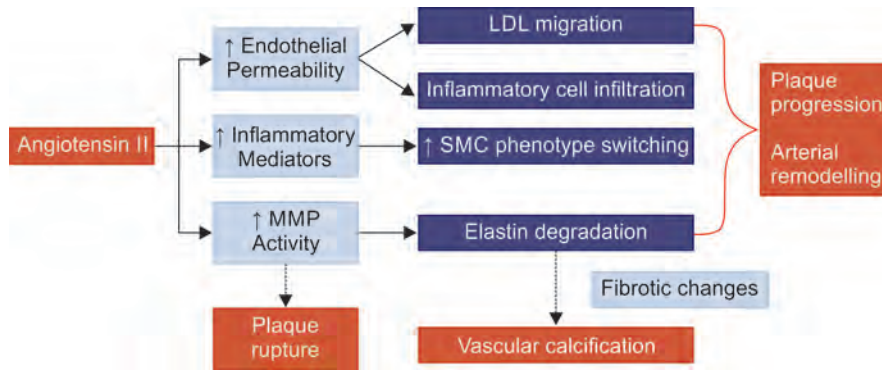 Angiotensin II
↑ Endothelial
Permeability
↑ Inflammatory
Mediators
↑ MMP
Activity
Plaque
rupture
LDL migration
Inflammatory cell infiltration
↑ SMC phenotype switching
Elastin degradation
Fibrotic changes
Vascular calcification
Plaque
progression
Arterial
remodelling